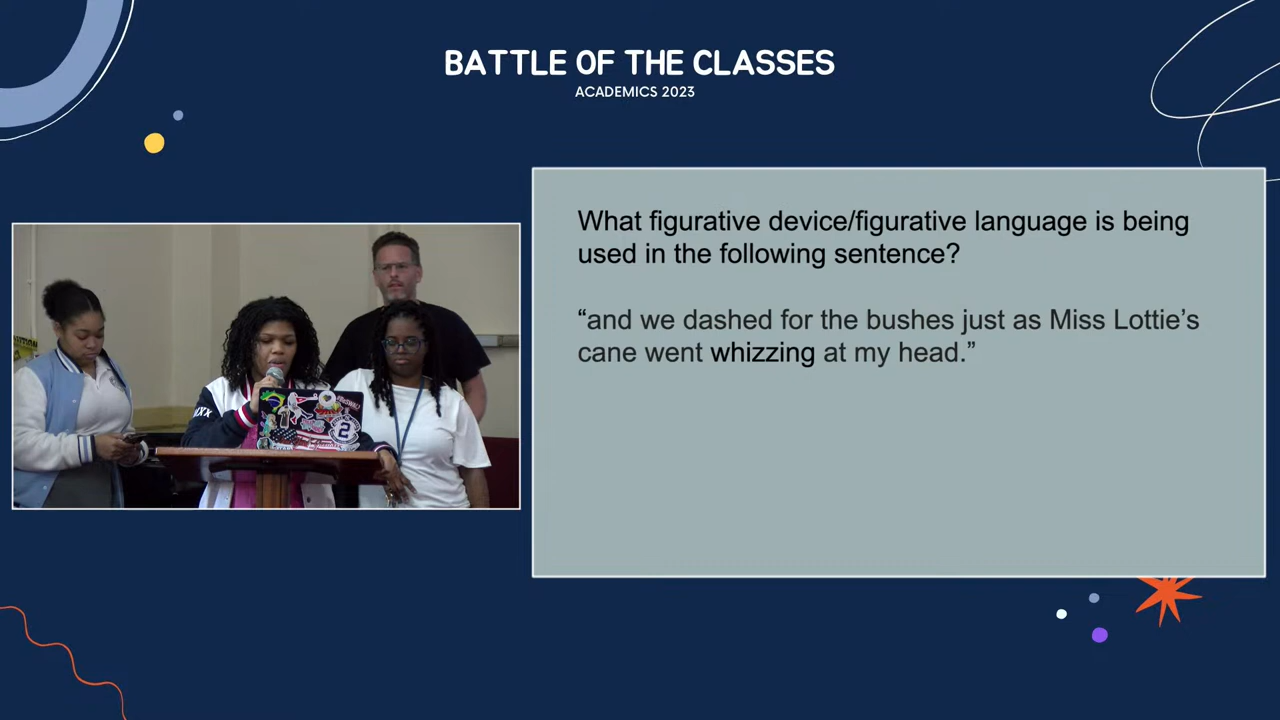 BATTLE OF THE CLASSES
ACADEMICS 2023
What figurative device/figurative language is being
used in the following sentence?
“and we dashed for the bushes just as Miss Lottie’s
cane went whizzing at my head.”
2